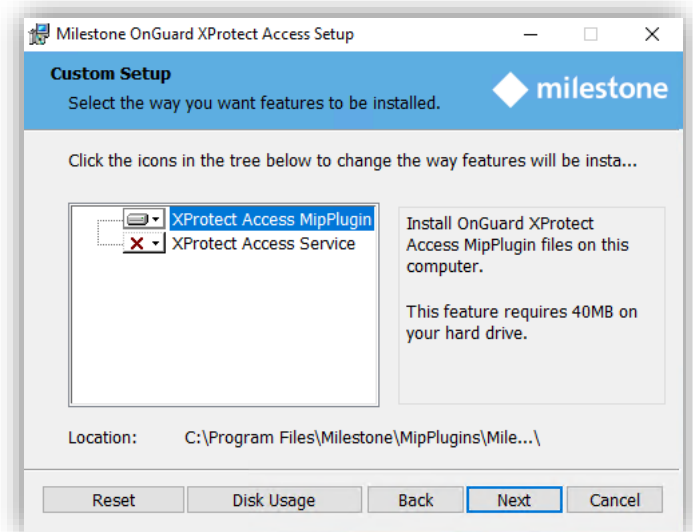 Milestone OnGuard XProtect Access Setup
Custom Setup
Select the way you want features to be installed.
milestone
Click the icons in the tree below to change the way features will be insta...
XProtect Access MipPlugin
XProtect Access Service
Install OnGuard XProtect
Access MipPlugin files on this
computer.
This feature requires 40MB on
your hard drive.
Location: C:\Program Files\Milestone\MipPlugins\Mile...\
Reset Disk Usage Back Next Cancel